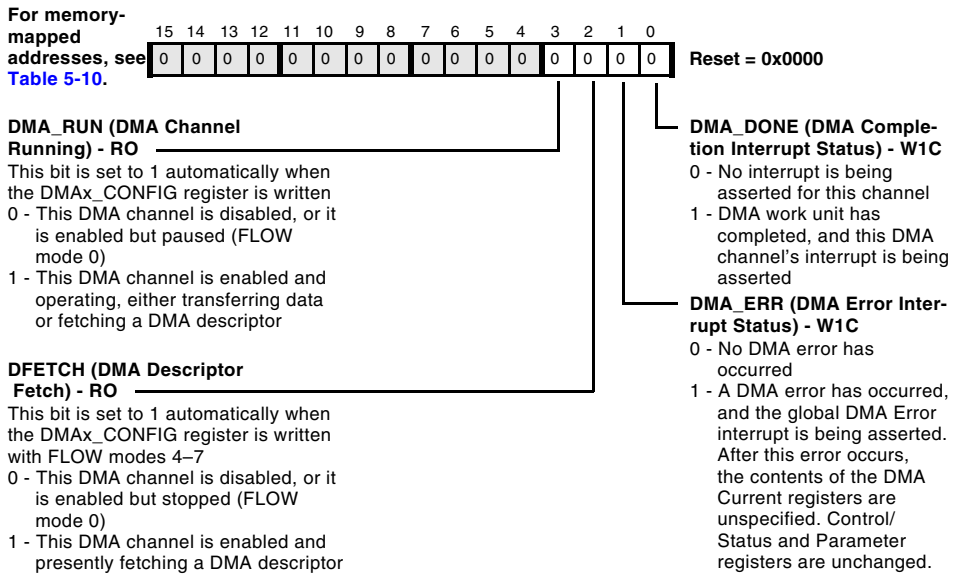 For memory-
mapped
addresses, see
Table 5-10.
15 14 13 12 11 10 9 8 7 6 5 4 3 2 1 0
0 0 0 0 0 0 0 0 0 0 0 0 0 0 0 0
Reset = 0x0000
DMA_RUN (DMA Channel
Running) - RO
This bit is set to 1 automatically when
the DMAx_CONFIG register is written
0 - This DMA channel is disabled, or it
is enabled but paused (FLOW
mode 0)
1 - This DMA channel is enabled and
operating, either transferring data
or fetching a DMA descriptor
DFETCH (DMA Descriptor
Fetch) - RO
This bit is set to 1 automatically when
the DMAx_CONFIG register is written
with FLOW modes 4–7
0 - This DMA channel is disabled, or it
is enabled but stopped (FLOW
mode 0)
1 - This DMA channel is enabled and
presently fetching a DMA descriptor
DMA_DONE (DMA Comple-
tion Interrupt Status) - W1C
0 - No interrupt is being
asserted for this channel
1 - DMA work unit has
completed, and this DMA
channel's interrupt is being
asserted
DMA_ERR (DMA Error Inter-
rupt Status) - W1C
0 - No DMA error has
occurred
1 - A DMA error has occurred,
and the global DMA Error
interrupt is being asserted.
After this error occurs,
the contents of the DMA
Current registers are
unspecified. Control/
Status and Parameter
registers are unchanged.